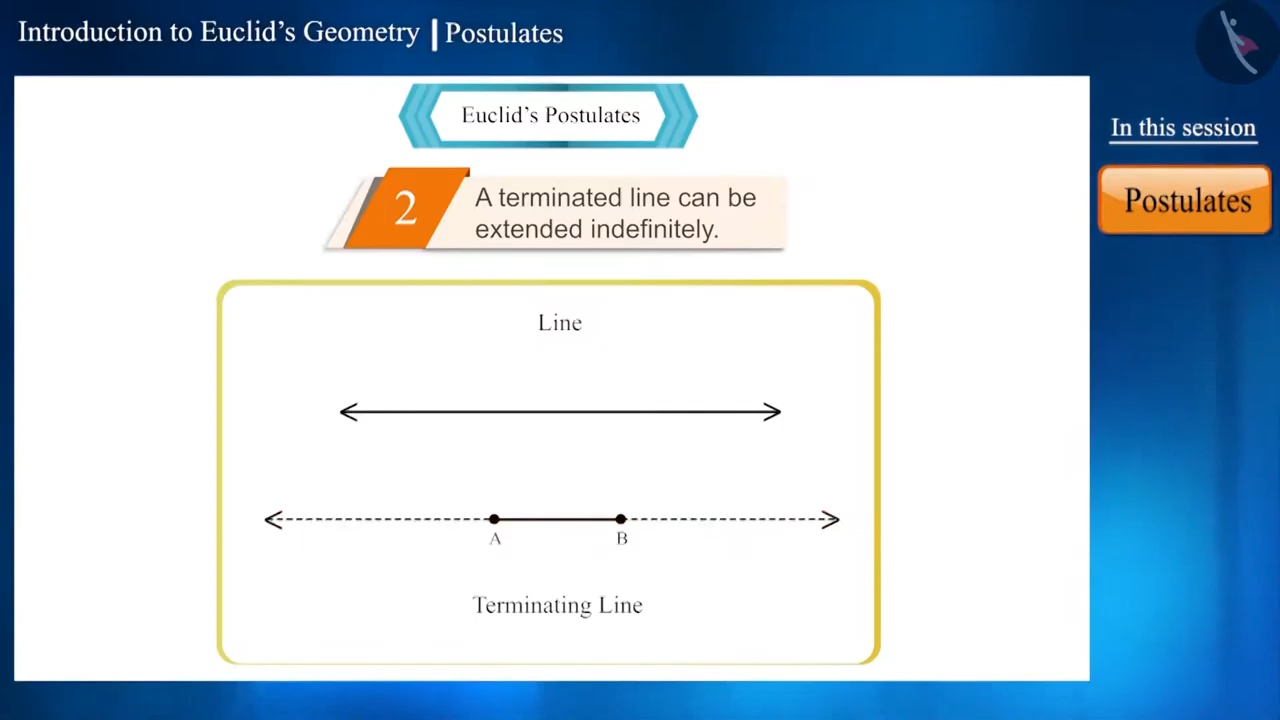 Introduction to Euclid's Geometry | Postulates
In this session
Postulates
Euclid's Postulates
2
A terminated line can be
extended indefinitely.
Line
A B
Terminating Line